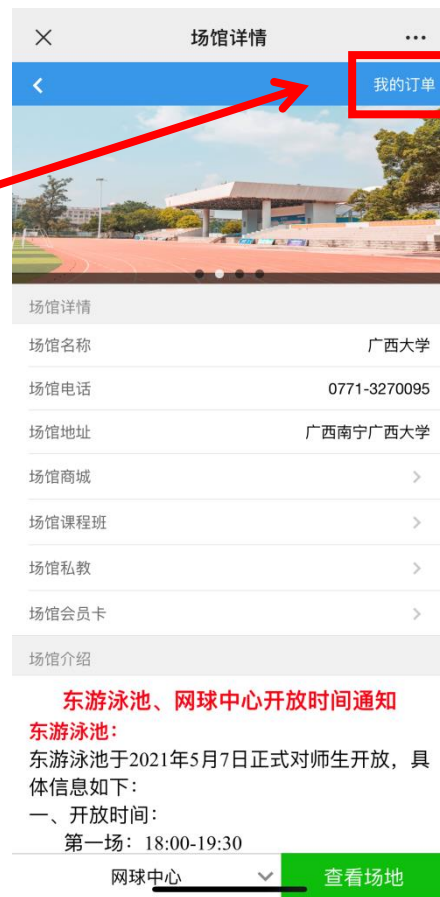 场馆详情
我的订单
场馆详情
场馆名称 广西大学
场馆电话 0771-3270095
场馆地址 广西南宁广西大学
场馆商城
场馆课程班
场馆私教
场馆会员卡
场馆介绍
东游泳池、网球中心开放时间通知
东游泳池：
东游泳池于2021年5月7日正式对师生开放，具
体信息如下：
一、开放时间：
第一场：18:00-19:30
网球中心 查看场地